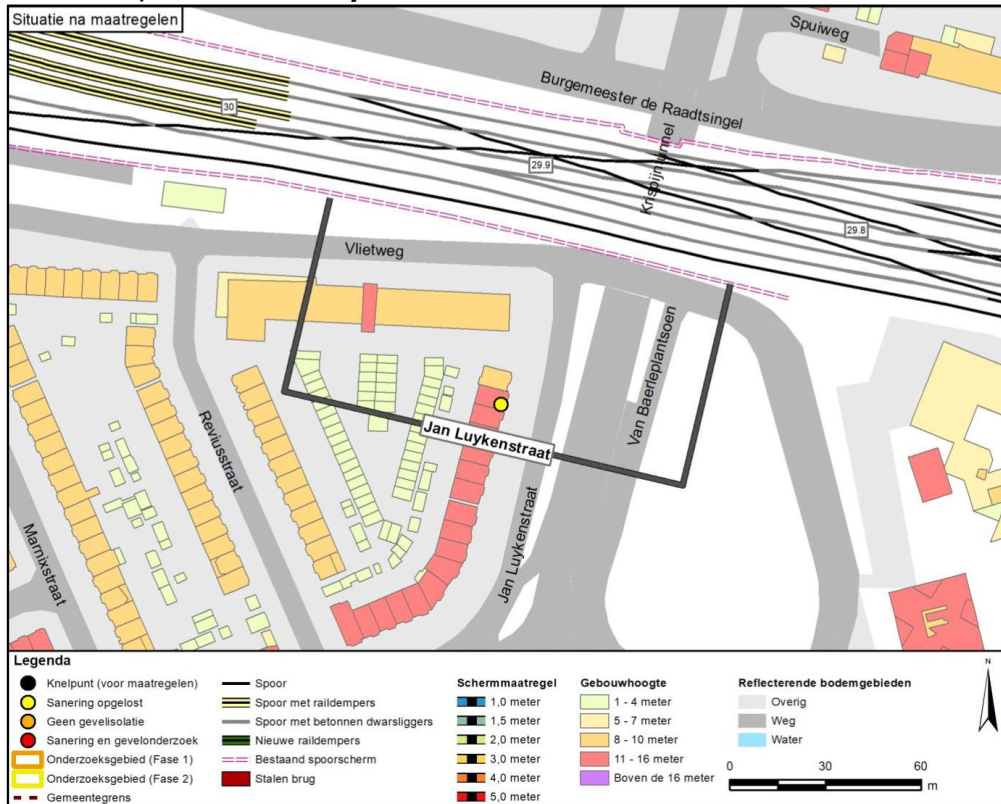 Situatie na maatregelen
Spuiweg
Burgemeester de Raadtsingel
30
29.9
Krispijntunnel
29.8
Vlietweg
Van Baerleplantsoen
Jan Luykenstraat
Reviusstraat
Jan Luykenstraat
Marnixstraat
Legenda
Knelpunt (voor maatregelen)
Sanering opgelost
Geen gevelisolatie
Sanering en gevelonderzoek
Onderzoeksgebied (Fase 1)
Onderzoeksgebied (Fase 2)
Gemeentegrens
Spoor
Spoor met raildempers
Spoor met betonnen dwarsliggers
Nieuwe raildempers
Bestaand spoorscherm
Stalen brug
Schermmaatregel
1,0 meter
1,5 meter
2,0 meter
3,0 meter
4,0 meter
5,0 meter
Gebouwhoogte
1 - 4 meter
5 - 7 meter
8 - 10 meter
11 - 16 meter
Boven de 16 meter
Reflecterende bodemgebieden
Overig
Weg
Water
N
0 30 60
m